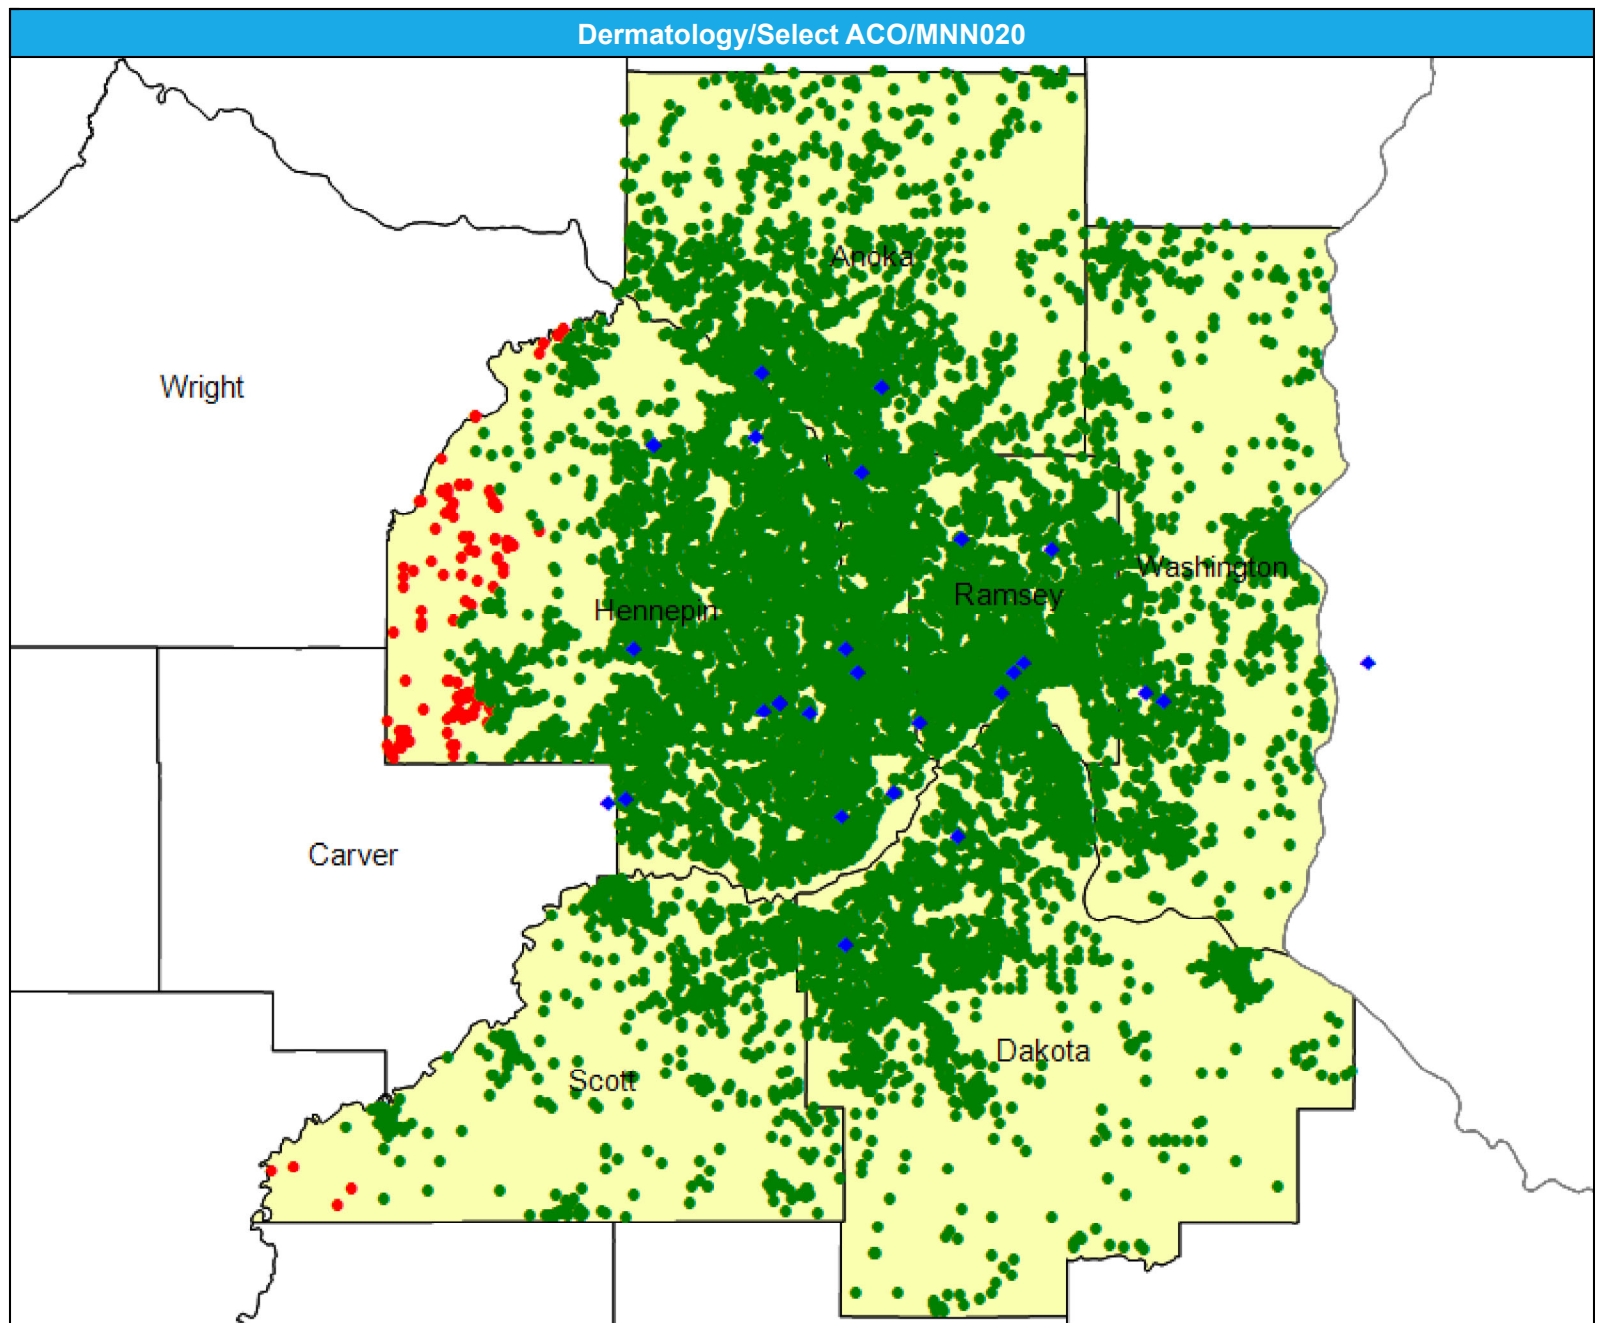 Dermatology/Select ACO/MNN020
Anoka
Wright
Washington
Ramsey
Hennepin
Carver
Dakota
Scott